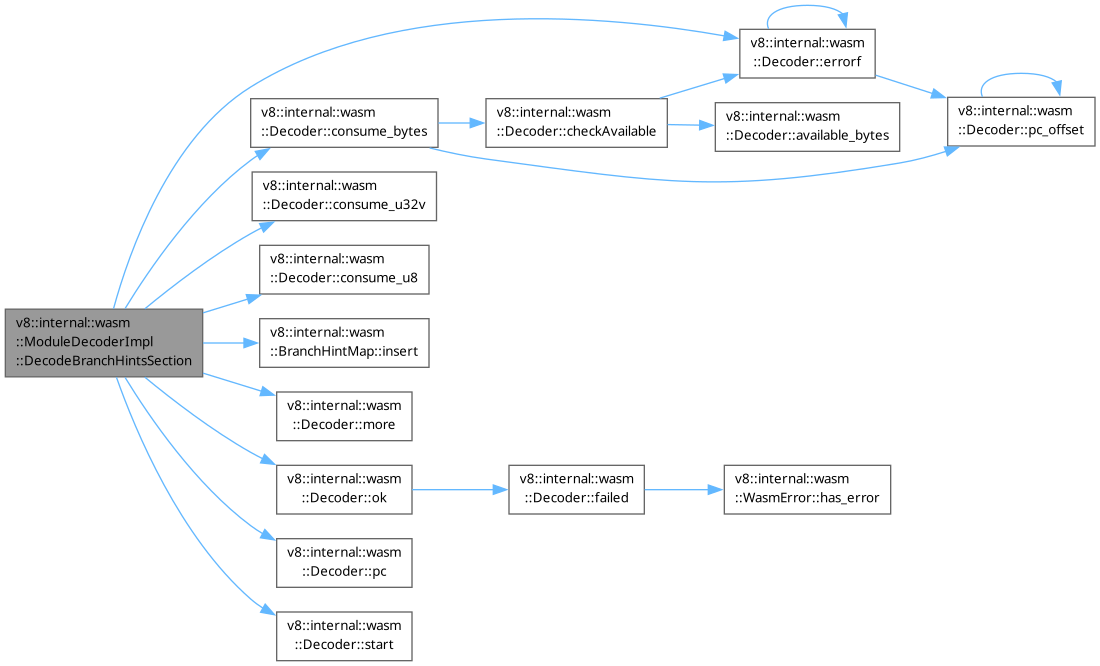 v8::internal::wasm
::Decoder::errorf
v8::internal::wasm
::Decoder::pc_offset
v8::internal::wasm
::Decoder::consume_bytes
v8::internal::wasm
::Decoder::checkAvailable
v8::internal::wasm
::Decoder::available_bytes
v8::internal::wasm
::Decoder::consume_u32v
v8::internal::wasm
::Decoder::consume_u8
v8::internal::wasm
::ModuleDecoderImpl
::DecodeBranchHintsSection
v8::internal::wasm
::BranchHintMap::insert
v8::internal::wasm
::Decoder::more
v8::internal::wasm
::Decoder::ok
v8::internal::wasm
::Decoder::failed
v8::internal::wasm
::WasmError::has_error
v8::internal::wasm
::Decoder::pc
v8::internal::wasm
::Decoder::start